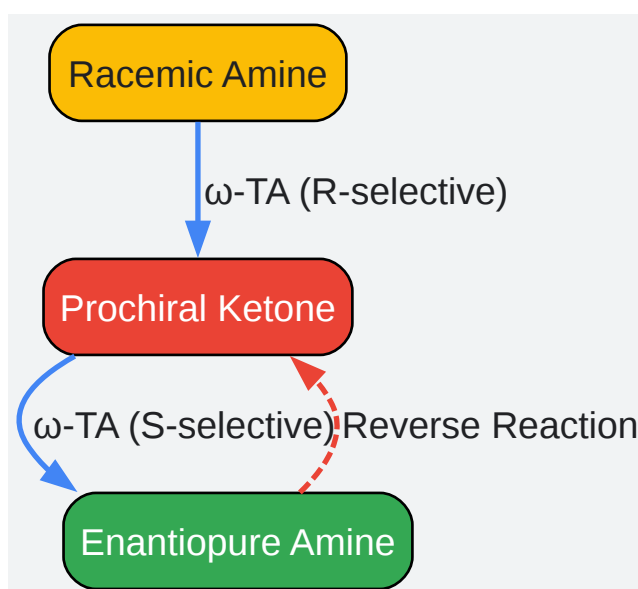 Racemic Amine
ω-TA (R-selective)
Prochiral Ketone
ω-TA (S-selective) Reverse Reaction
Enantiopure Amine